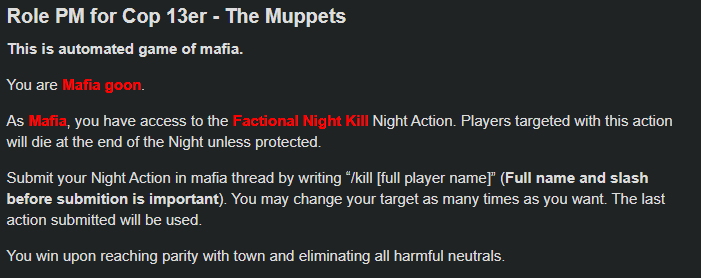 Role PM for Cop 13er - The Muppets
This is automated game of mafia.
You are Mafia goon.
As Mafia, you have access to the Factional Night Kill Night Action. Players targeted with this action
will die at the end of the Night unless protected.
Submit your Night Action in mafia thread by writing “/kill [full player name]” (Full name and slash
before submition is important). You may change your target as many times as you want. The last
action submitted will be used.
You win upon reaching parity with town and eliminating all harmful neutrals.